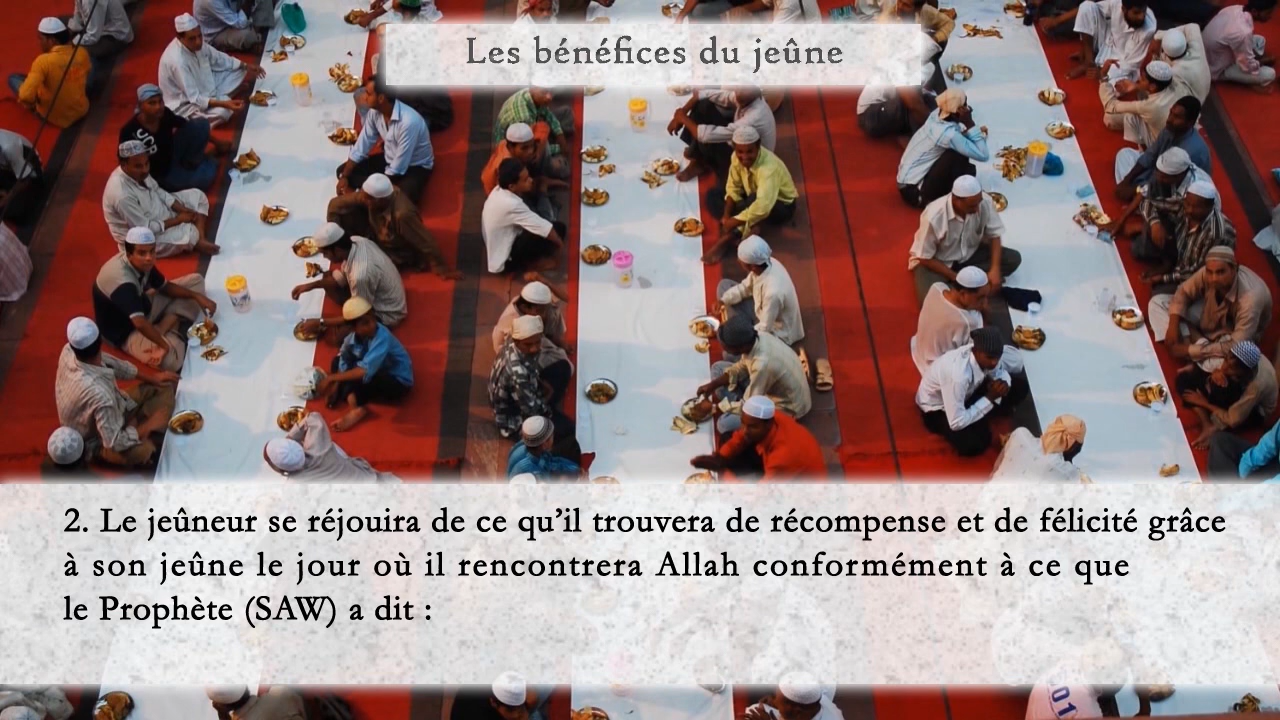 Les bénéfices du jeûne
2. Le jeûneur se réjouira de ce qu’il trouvera de récompense et de félicité grâce
à son jeûne le jour où il rencontrera Allah conformément à ce que
le Prophète (SAW) a dit :